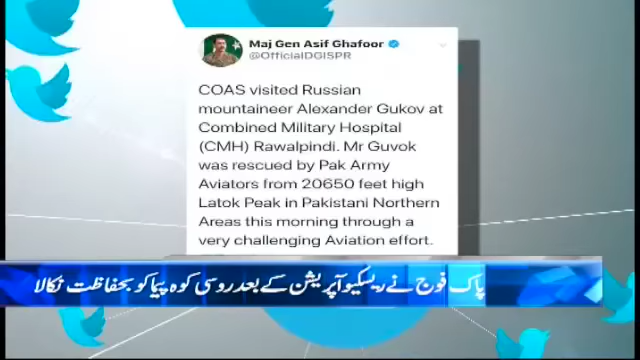 Maj Gen Asif Ghafoor
@OfficialDGISPR
COAS visited Russian
mountaineer Alexander Gukov at
Combined Military Hospital
(CMH) Rawalpindi. Mr Guvok
was rescued by Pak Army
Aviators from 20650 feet high
Latok Peak in Pakistani Northern
Areas this morning through a
very challenging Aviation effort.
پاک فوج نے ریسکیو آپریشن کے بعد روسی کوہ پیما کو بحفاظت نکالا